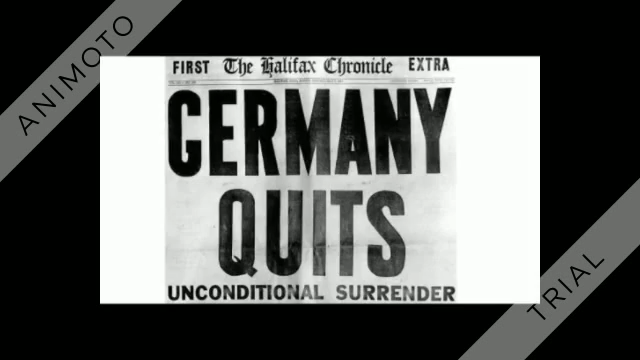 ANIMOTO
FIRST The Halifax Chronicle EXTRA
GERMANY
QUITS
UNCONDITIONAL SURRENDER
TRIAL